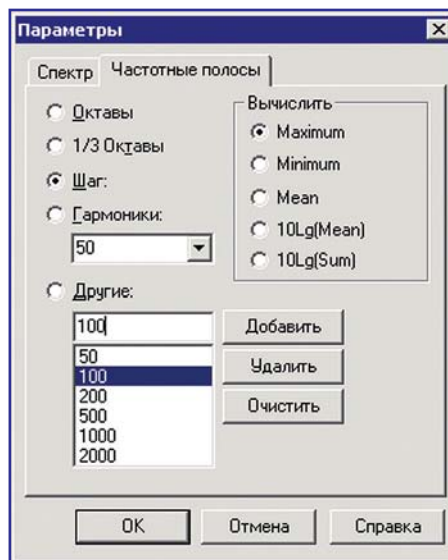 Параметры
Спектр
Частотные полосы
Октавы
1/3 Октавы
Шаг:
Гармоники:
50
Другие:
100
50
100
200
500
1000
2000
Вычислить
Maximum
Minimum
Mean
10Lg(Mean)
10Lg(Sum)
Добавить
Удалить
Очистить
OK
Отмена
Справка